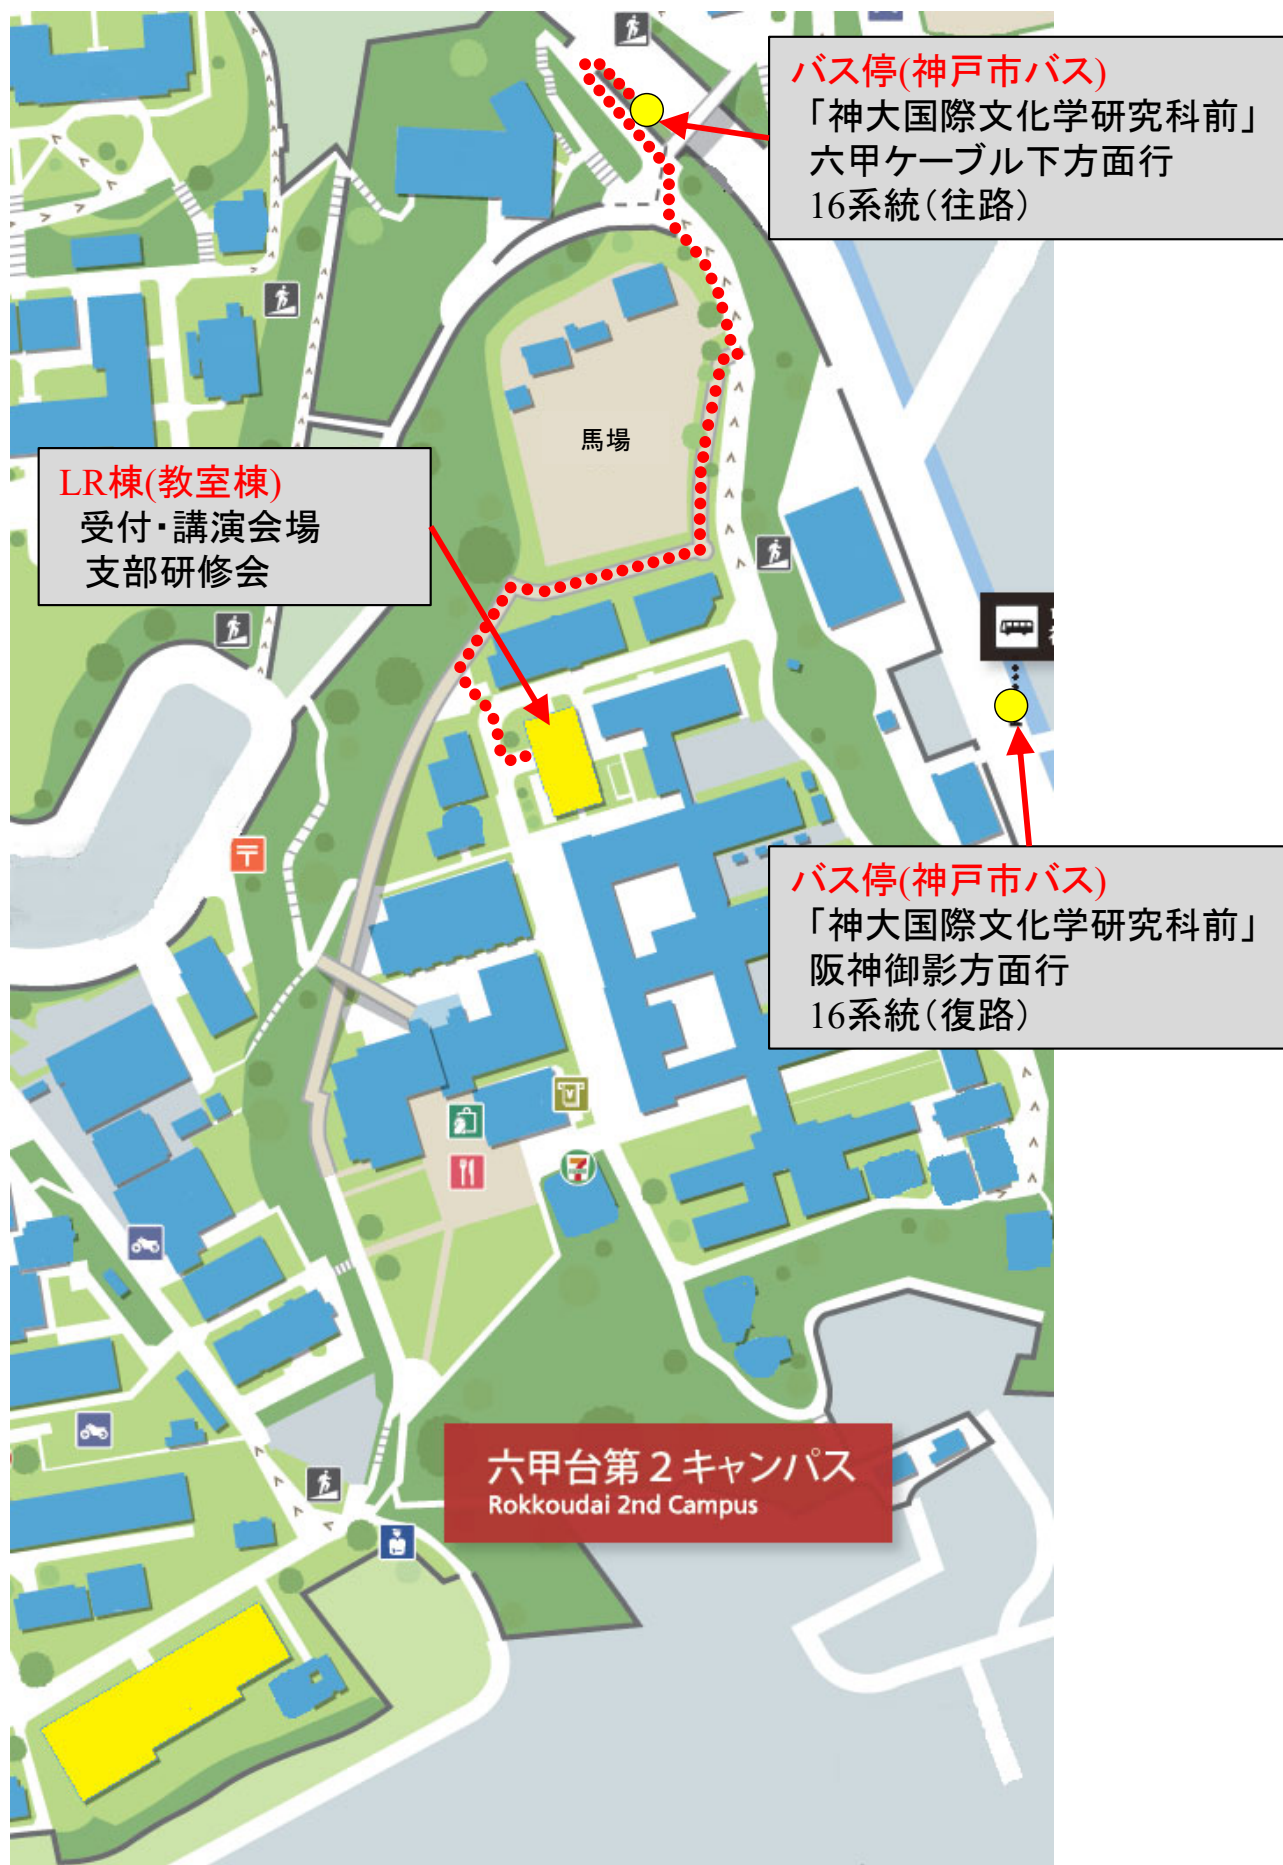 バス停(神戸市バス)
「神大国際文化学研究科前」
六甲ケーブル下方面行
16系統(往路)
馬場
LR棟(教室棟)
受付・講演会場
支部研修会
バス停(神戸市バス)
「神大国際文化学研究科前」
阪神御影方面行
16系統(復路)
六甲台第2キャンパス
Rokkoudai 2nd Campus